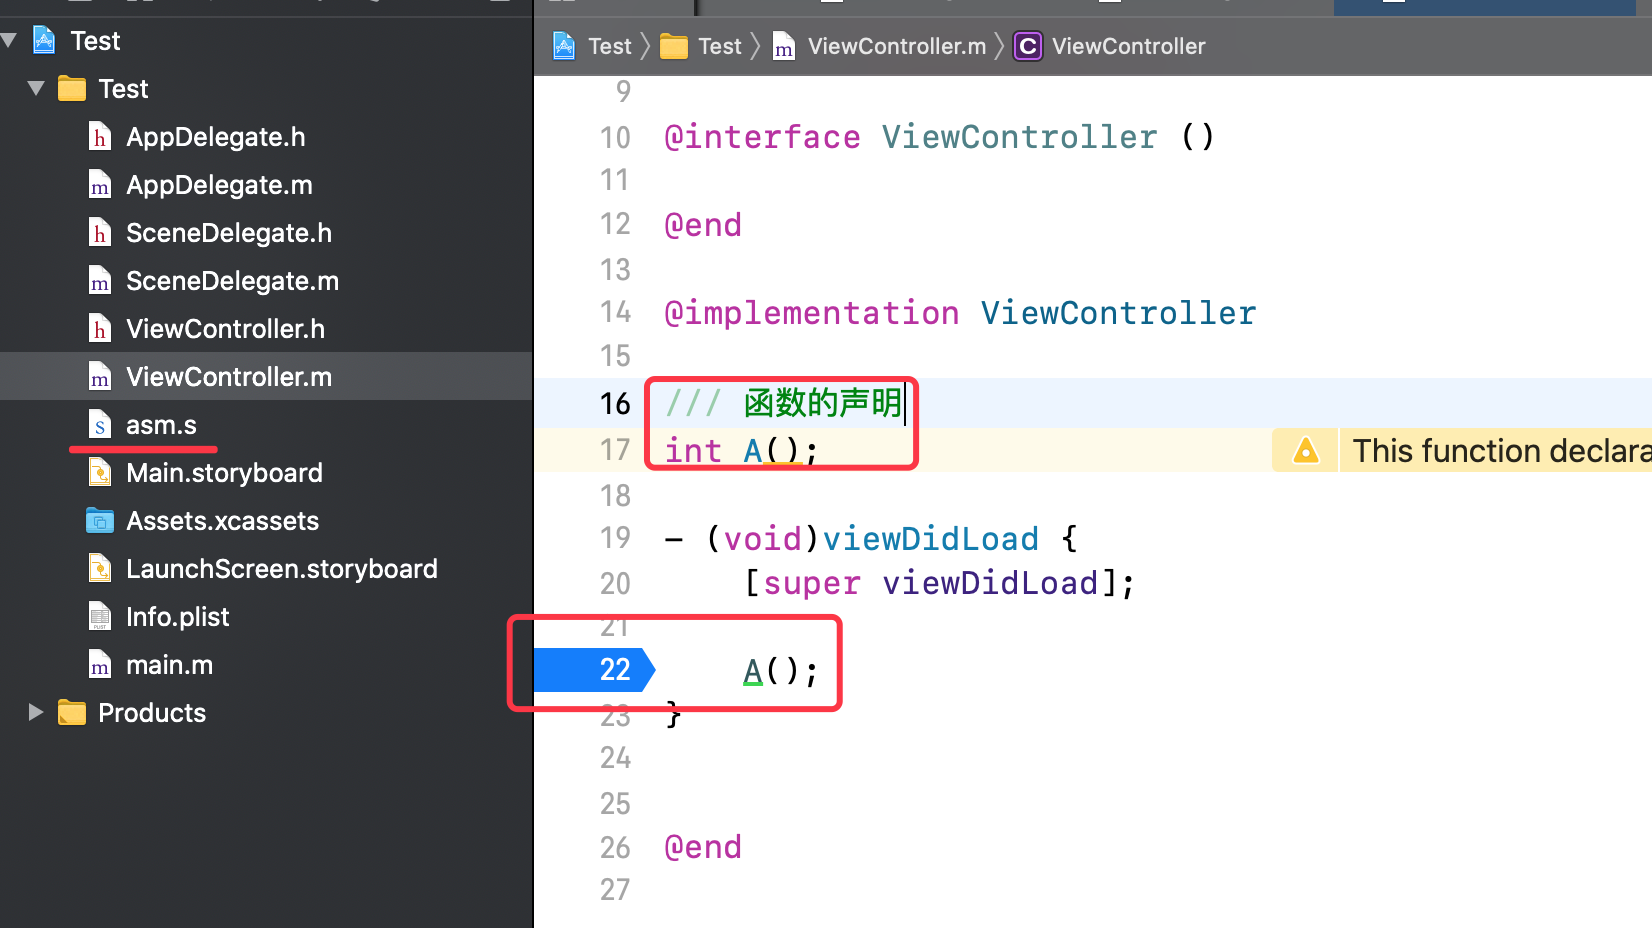 Test
Test
AppDelegate.h
AppDelegate.m
SceneDelegate.h
SceneDelegate.m
ViewController.h
ViewController.m
asm.s
Main.storyboard
Assets.xcassets
LaunchScreen.storyboard
Info.plist
main.m
Products
Test 〉 Test 〉 ViewController.m 〉 C ViewController
9
10 @interface ViewController ()
11
12 @end
13
14 @implementation ViewController
15
16 /// 函数的声明
17 int A(); This function declara
18
19 - (void)viewDidLoad {
20 [super viewDidLoad];
21
22 A();
23 }
24
25
26 @end
27